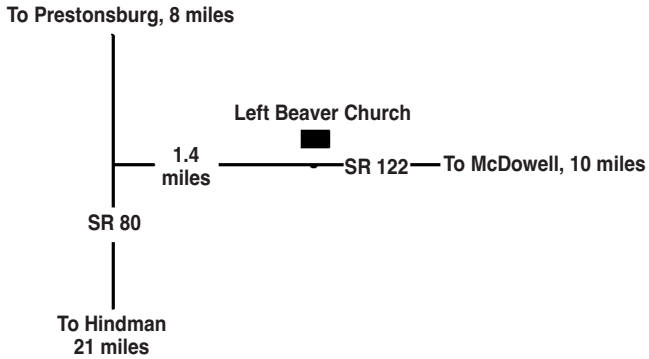 To Prestonsburg, 8 miles
Left Beaver Church
1.4
miles
SR 122
To McDowell, 10 miles
SR 80
To Hindman
21 miles